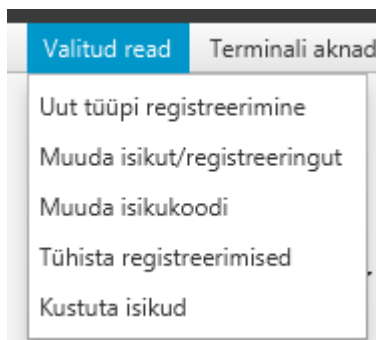 Valitud read Terminali aknad
Uut tüüpi registreerimine
Muuda isikut/registreeringut
Muuda isikukoodi
Tühista registreerimised
Kustuta isikud